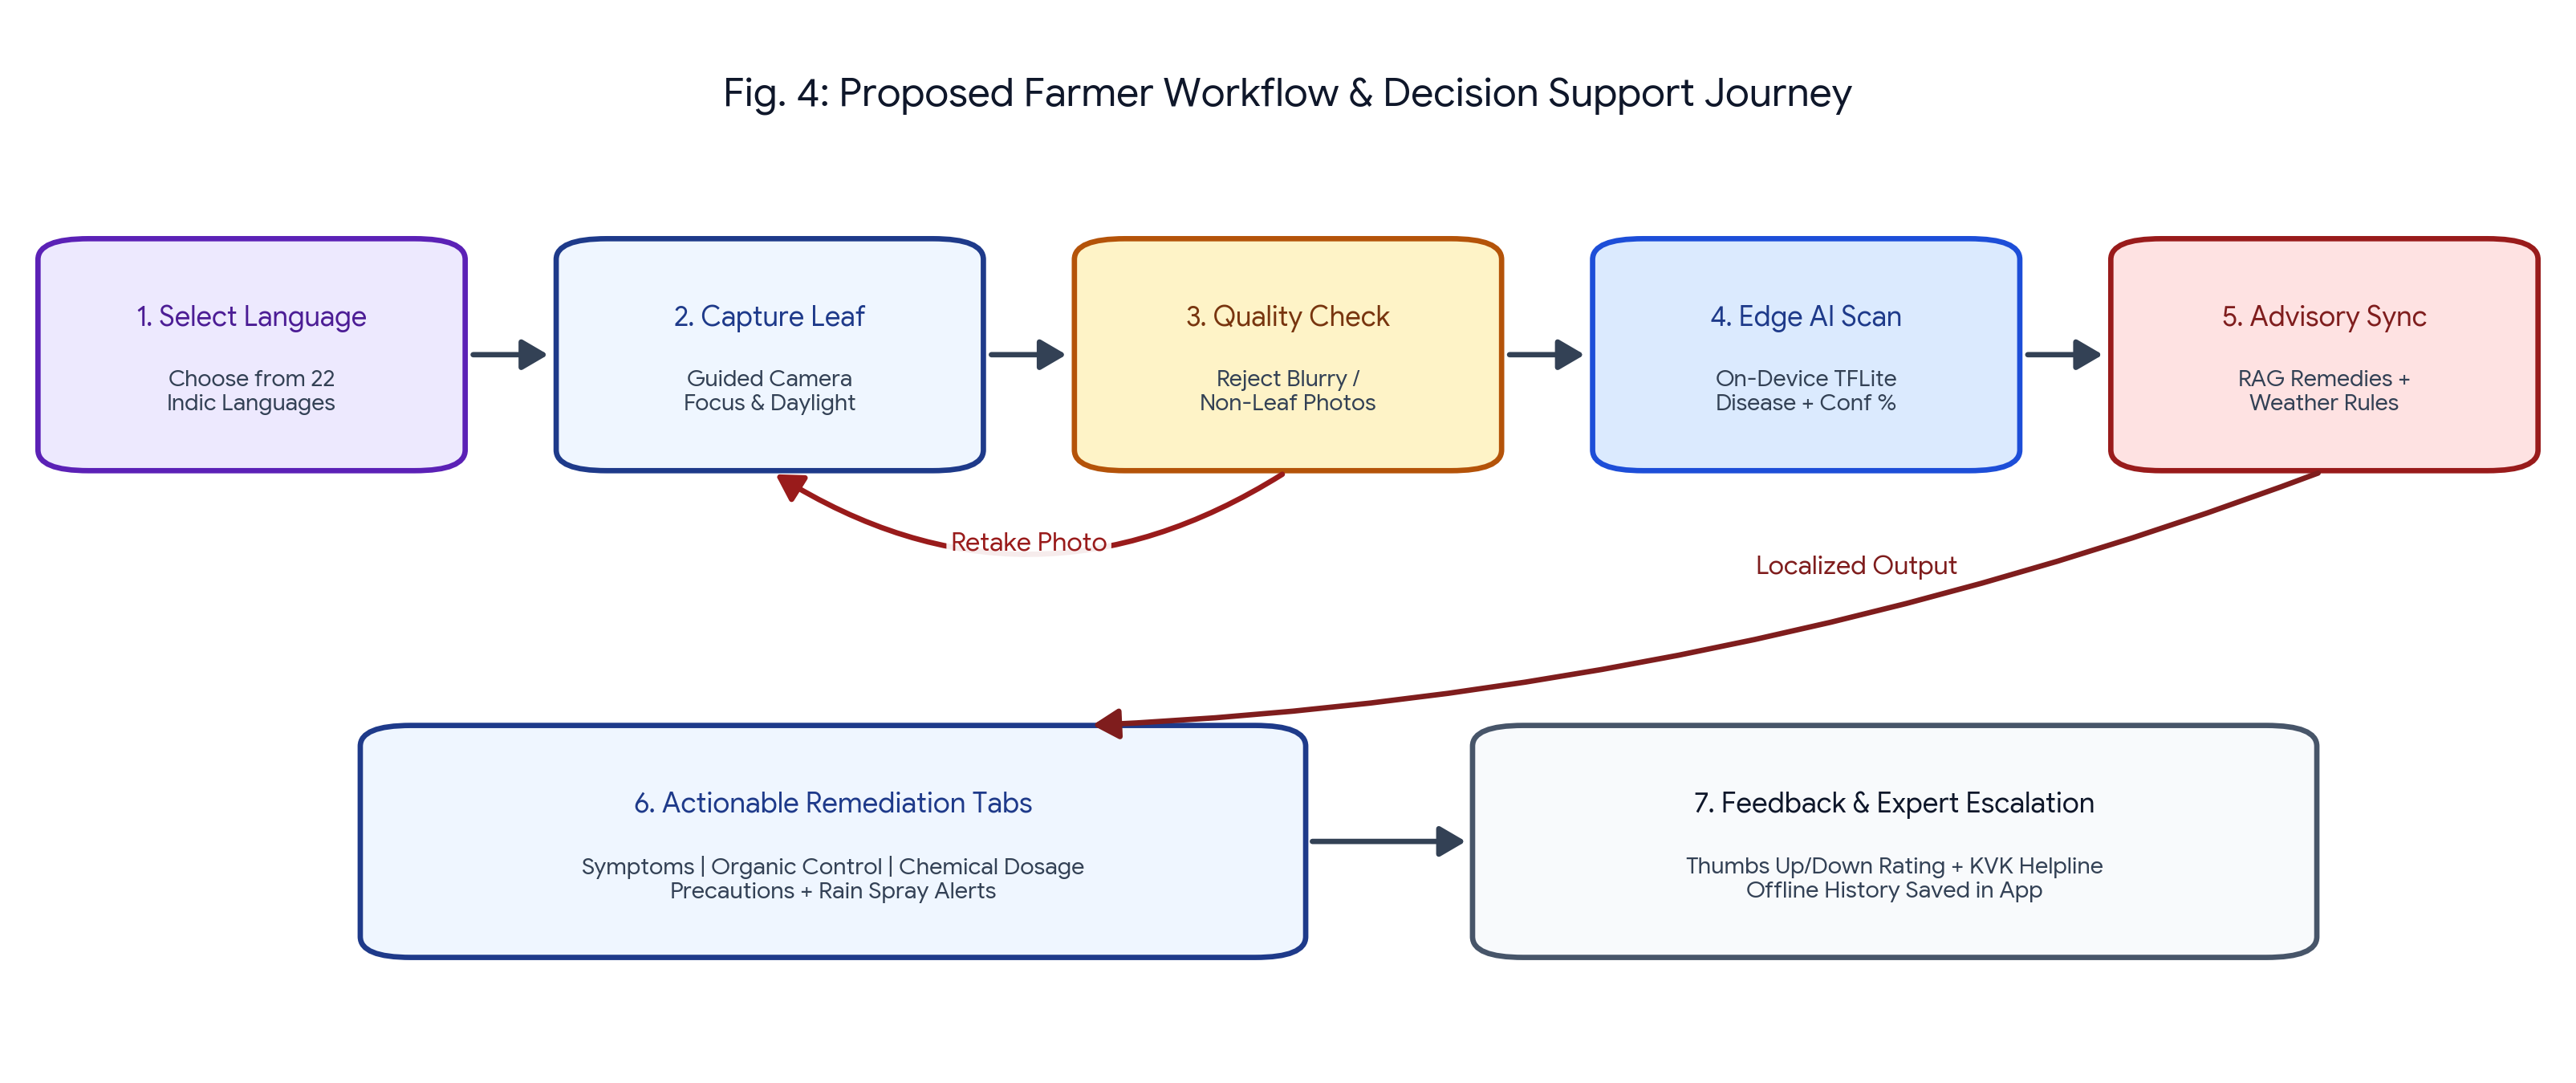 Fig. 4: Proposed Farmer Workflow & Decision Support Journey
1. Select Language
Choose from 22
Indic Languages
2. Capture Leaf
Guided Camera
Focus & Daylight
3. Quality Check
Reject Blurry /
Non-Leaf Photos
4. Edge AI Scan
On-Device TFLite
Disease + Conf %
5. Advisory Sync
RAG Remedies +
Weather Rules
Retake Photo
Localized Output
6. Actionable Remediation Tabs
Symptoms | Organic Control | Chemical Dosage
Precautions + Rain Spray Alerts
7. Feedback & Expert Escalation
Thumbs Up/Down Rating + KVK Helpline
Offline History Saved in App